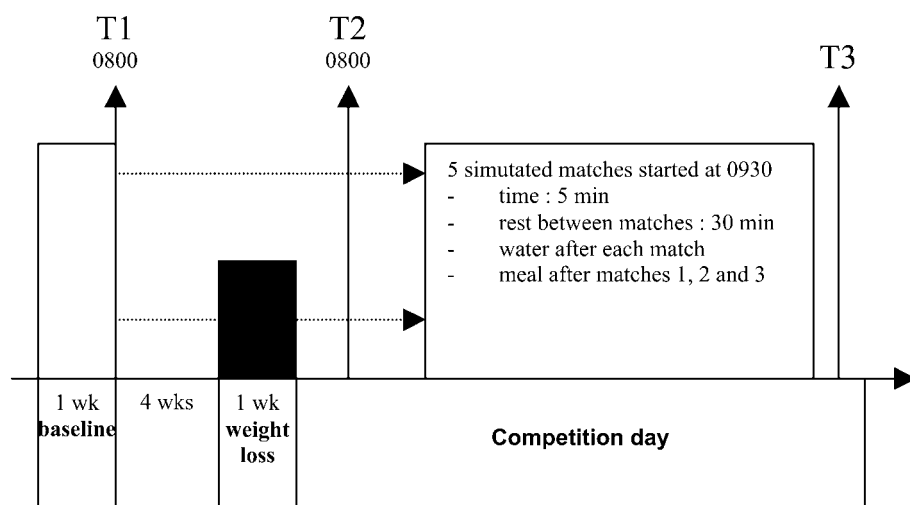 T1
0800
T2
0800
T3
5 simutated matches started at 0930
- time : 5 min
- rest between matches : 30 min
- water after each match
- meal after matches 1, 2 and 3
1 wk
baseline
4 wks
1 wk
weight
loss
Competition day